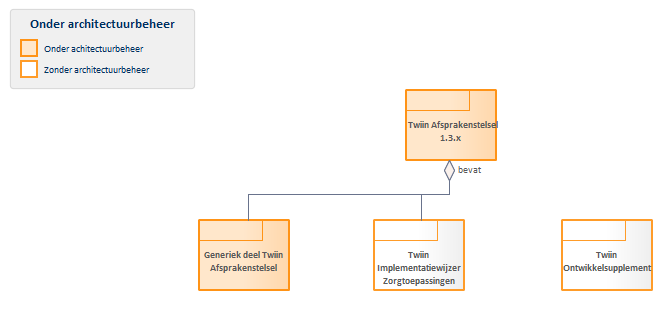 Onder architectuurbeheer
Onder achitectuurbeheer
Zonder architectuurbeheer
Twiin Afsprakenstelsel
1.3.x
bevat
Generiek deel Twiin
Afsprakenstelsel
Twiin
Implementatiewijzer
Zorgtoepassingen
Twiin
Ontwikkelsupplement